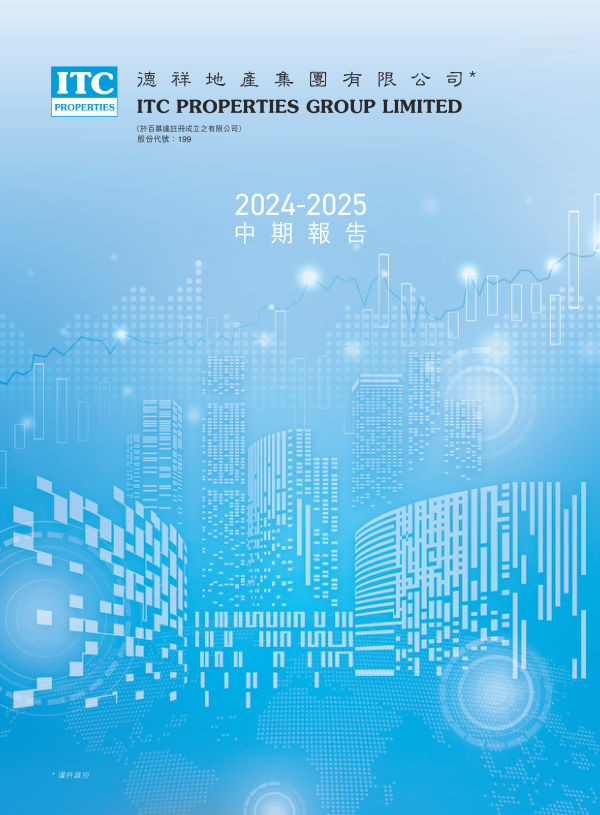 ITC
PROPERTIES
德祥地產集團有限公司*
ITC PROPERTIES GROUP LIMITED
(於百慕達註冊成立之有限公司)
股份代號：199
2024-2025
中期報告
* 僅供識別